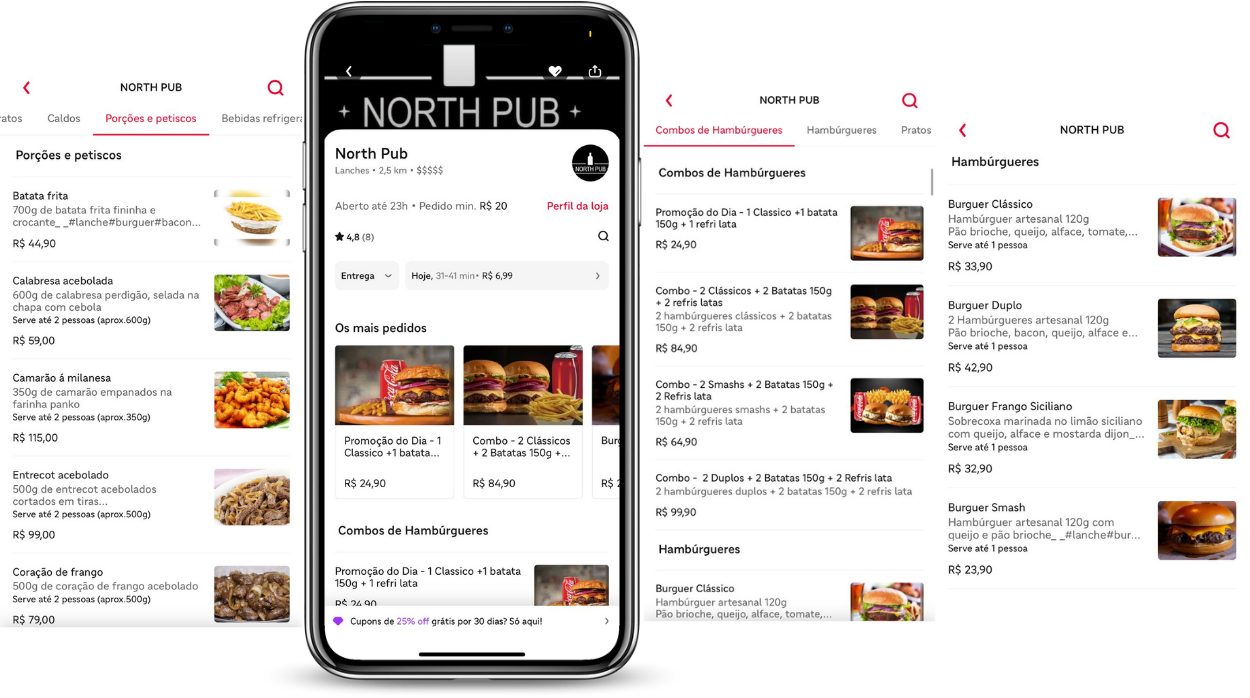 NORTH PUB
ratos
Caldos
Porções e petiscos
Bebidas refrigera
Porções e petiscos
Batata frita
700g de batata frita fininha e
crocante_ _#lanche#burguer#bacon...
R$ 44,90
Calabresa acebolada
600g de calabresa perdigão, selada na
chapa com cebola
Serve até 2 pessoas (aprox.600g)
R$ 59,00
Camarão á milanesa
350g de camarão empanados na
farinha panko
Serve até 2 pessoas (aprox.350g)
R$ 115,00
Entrecot acebolado
500g de entrecot acebolados
cortados em tiras...
Serve até 2 pessoas (aprox.500g)
R$ 99,00
Coração de frango
500g de coração de frango acebolado
Serve até 2 pessoas (aprox.500g)
R$ 79,00
NORTH PUB
North Pub
Lanches • 2,5 km • $$$$$
NORTH PUB
Aberto até 23h • Pedido min. R$ 20
Perfil da loja
4,8 (8)
Entrega
Hoje, 31-41 min• R$ 6,99
Os mais pedidos
Promoção do Dia - 1
Classico +1 batata...
R$ 24,90
Combo - 2 Clássicos
+ 2 Batatas 150g +...
R$ 84,90
Burg
R$ 2
Combos de Hambúrgueres
Promoção do Dia - 1 Classico +1 batata
150g + 1 refri lata
R$ 24,90
Cupons de 25% off grátis por 30 dias? Só aqui!
NORTH PUB
Combos de Hambúrgueres
Hambúrgueres
Pratos
Combos de Hambúrgueres
Promoção do Dia - 1 Classico +1 batata
150g + 1 refri lata
R$ 24,90
Combo - 2 Clássicos + 2 Batatas 150g
+ 2 refris latas
2 hambúrgueres clássicos + 2 batatas
150g + 2 refris lata
R$ 84,90
Combo - 2 Smashs + 2 Batatas 150g +
2 Refris lata
2 hambúrgueres smashs + 2 batatas
150g + 2 refris lata
R$ 64,90
Combo - 2 Duplos + 2 Batatas 150g + 2 Refris lata
2 hambúrgueres duplos + 2 batatas 150g + 2 refris lata
R$ 99,90
Hambúrgueres
Burguer Clássico
Hambúrguer artesanal 120g
Pão brioche, queijo, alface, tomate,...
NORTH PUB
Hambúrgueres
Burguer Clássico
Hambúrguer artesanal 120g
Pão brioche, queijo, alface, tomate,...
Serve até 1 pessoa
R$ 33,90
Burguer Duplo
2 Hambúrgueres artesanal 120g
Pão brioche, bacon, queijo, alface e...
Serve até 1 pessoa
R$ 42,90
Burguer Frango Siciliano
Sobrecoxa marinada no limão siciliano
com queijo, alface e mostarda dijon_...
Serve até 1 pessoa
R$ 32,90
Burguer Smash
Hambúrguer artesanal 120g com
queijo e pão brioche_ _#lanche#bur...
Serve até 1 pessoa
R$ 23,90